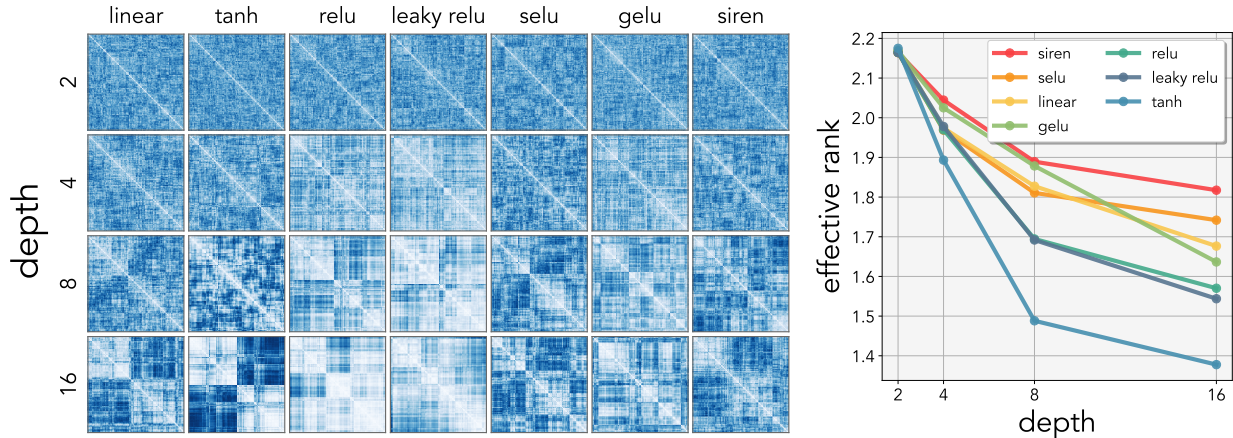 linear tanh relu leaky relu selu gelu siren
depth
2
4
8
16
effective rank
2.2
2.1
2.0
1.9
1.8
1.7
1.6
1.5
1.4
siren
selu
linear
gelu
relu
leaky relu
tanh
2 4 8 16
depth